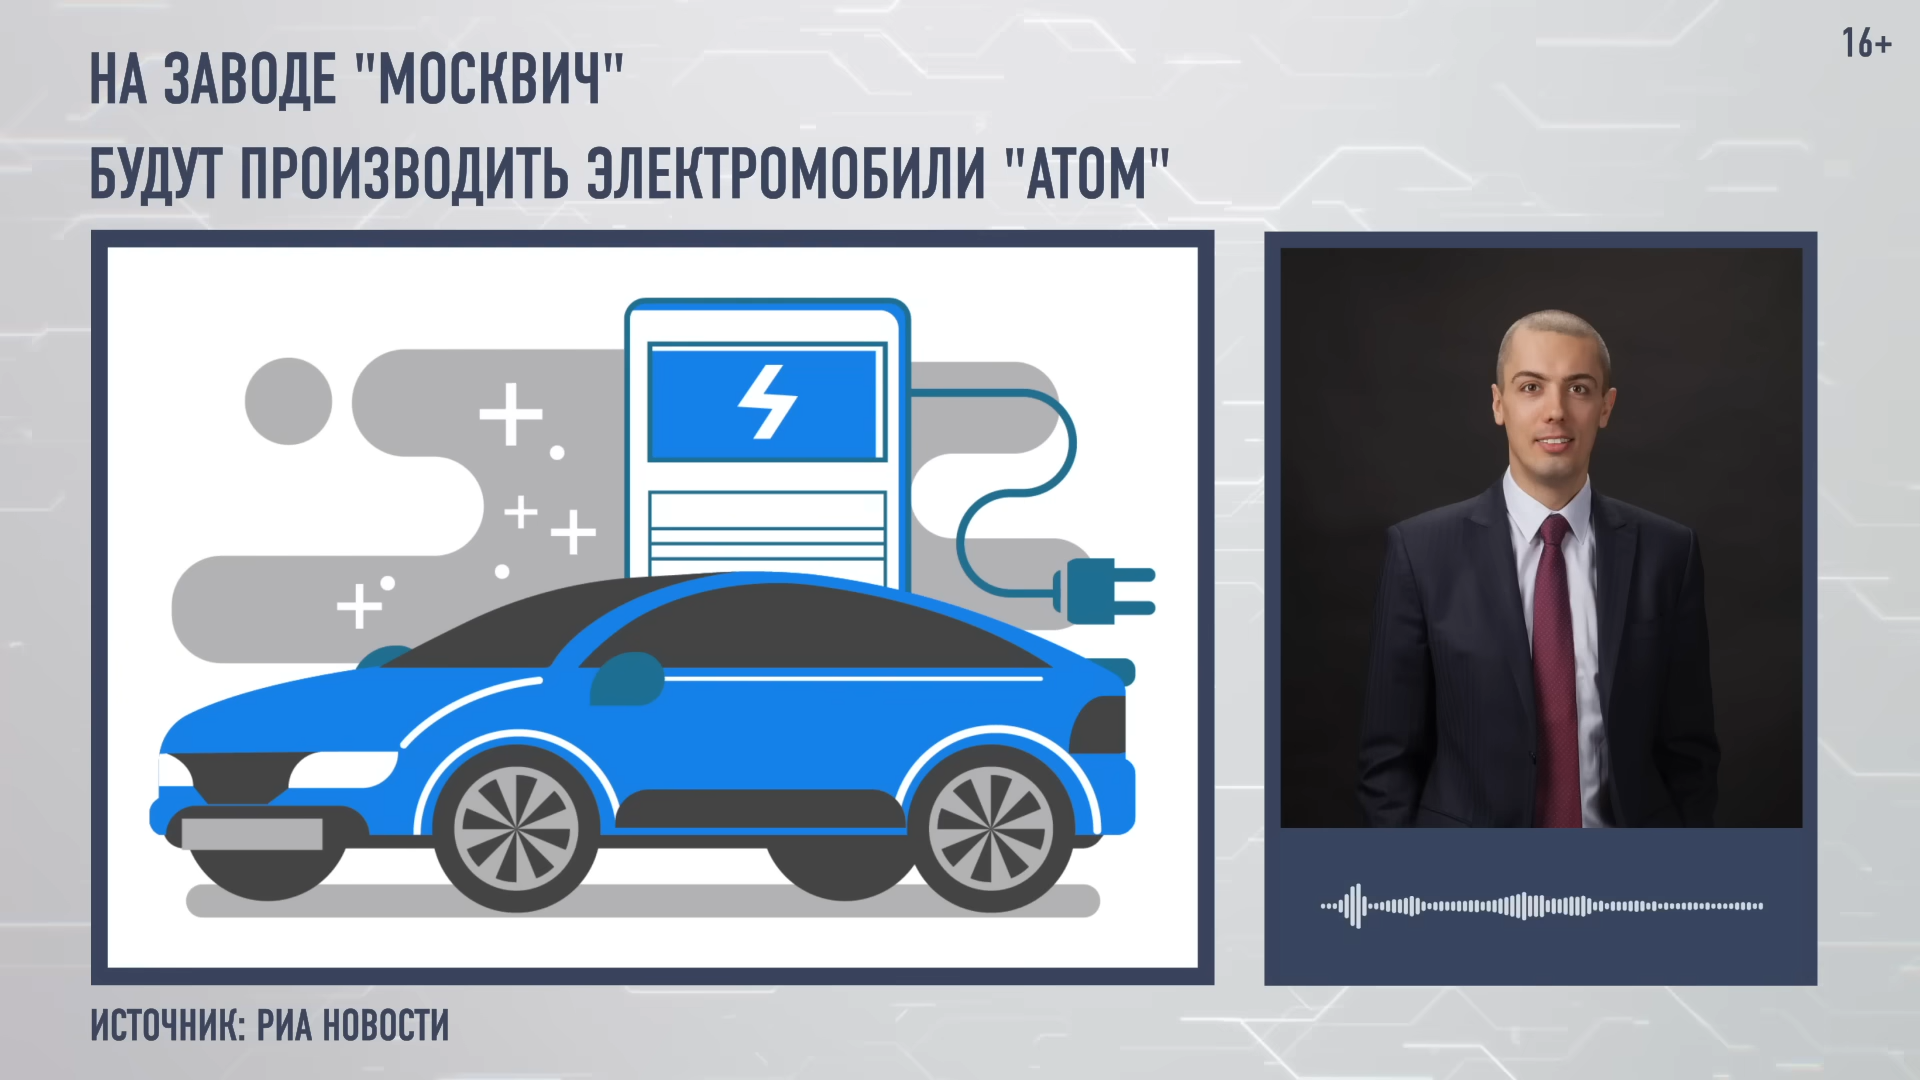 НА ЗАВОДЕ "МОСКВИЧ"
БУДУТ ПРОИЗВОДИТЬ ЭЛЕКТРОМОБИЛИ "АТОМ"
16+
ИСТОЧНИК: РИА НОВОСТИ